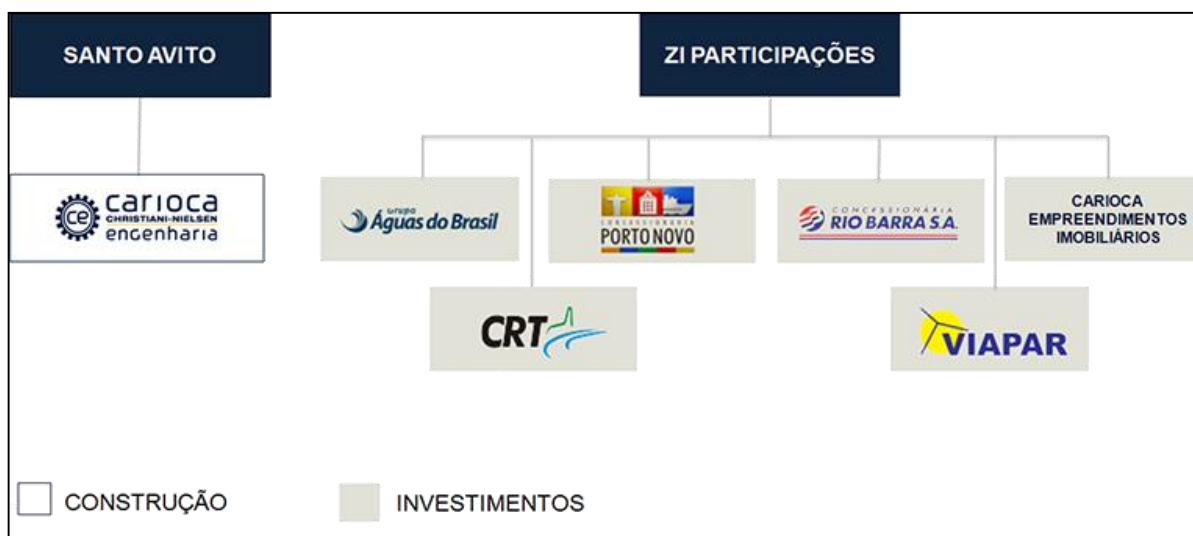 SANTO AVITO
ZI PARTICIPAÇÕES
ce carioca
CHRISTIANI-NIELSEN
engenharia
Grupo
Águas do Brasil
CONCESSIONÁRIA
PORTO NOVO
CONCESSIONÁRIA
RIO BARRA S.A.
CARIOCA
EMPREENDIMENTOS
IMOBILIÁRIOS
CRT
VIAPAR
CONSTRUÇÃO
INVESTIMENTOS